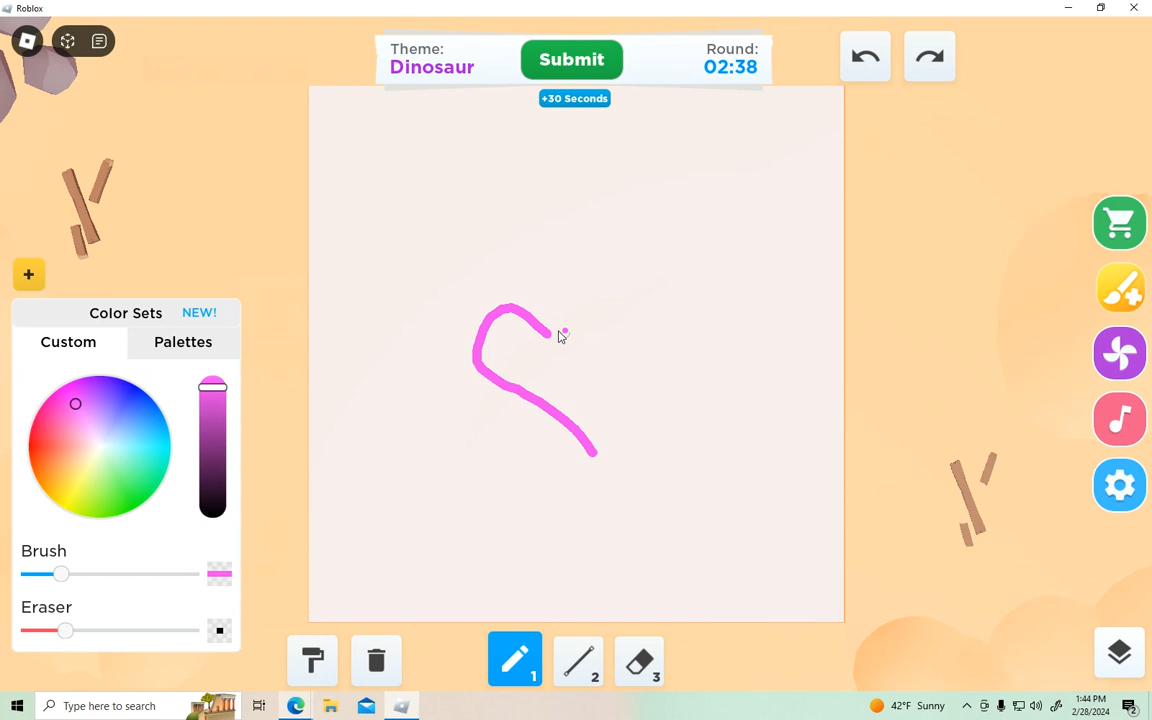 Roblox
Theme:
Dinosaur
Submit
Round:
02:38
+30 Seconds
+
Color Sets NEW!
Custom
Palettes
Brush
Eraser
1
2
3
Type here to search
42°F Sunny
1:44 PM
2/28/2024
2